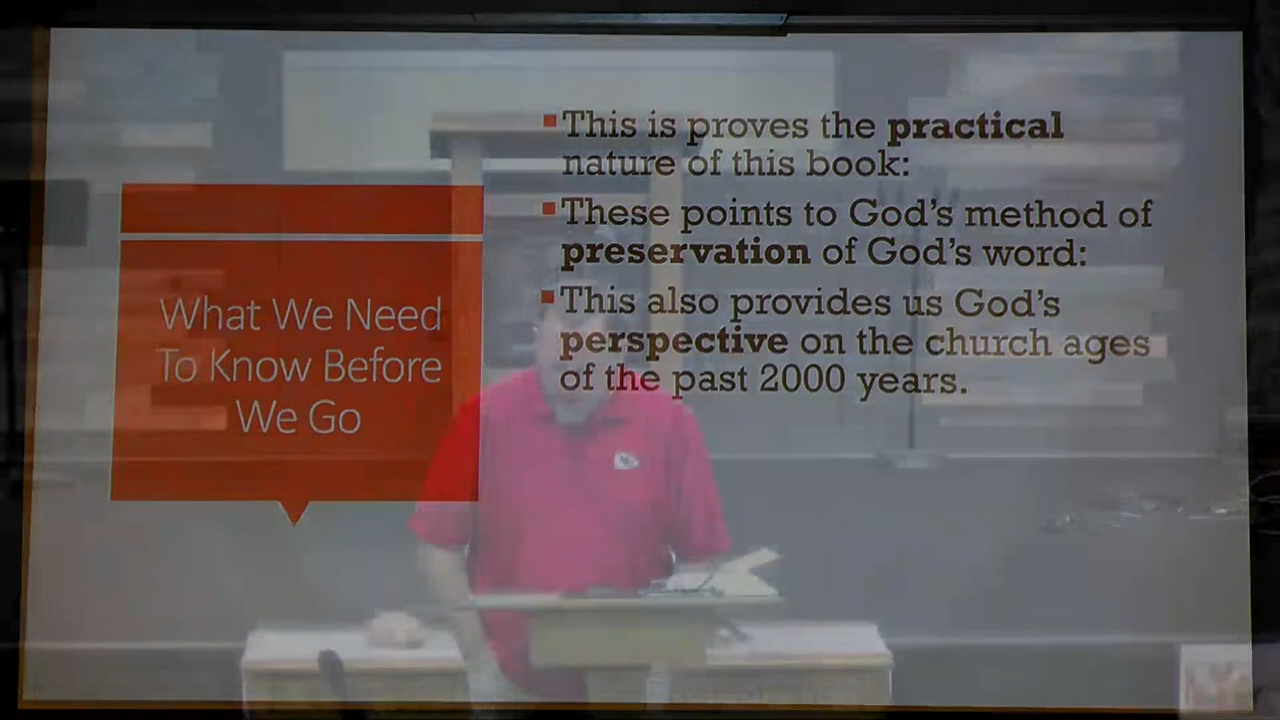 What We Need
To Know Before
We Go
This is proves the practical
nature of this book:
These points to God's method of
preservation of God's word:
This also provides us God's
perspective on the church ages
of the past 2000 years.